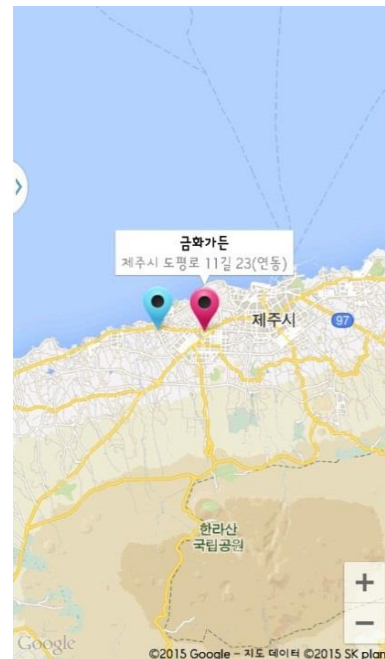 금화가든
제주시 도평로 11길 23(연동)
제주시
97
한라산
국립공원
+
−
Google
©2015 Google - 지도 데이터 ©2015 SK plan